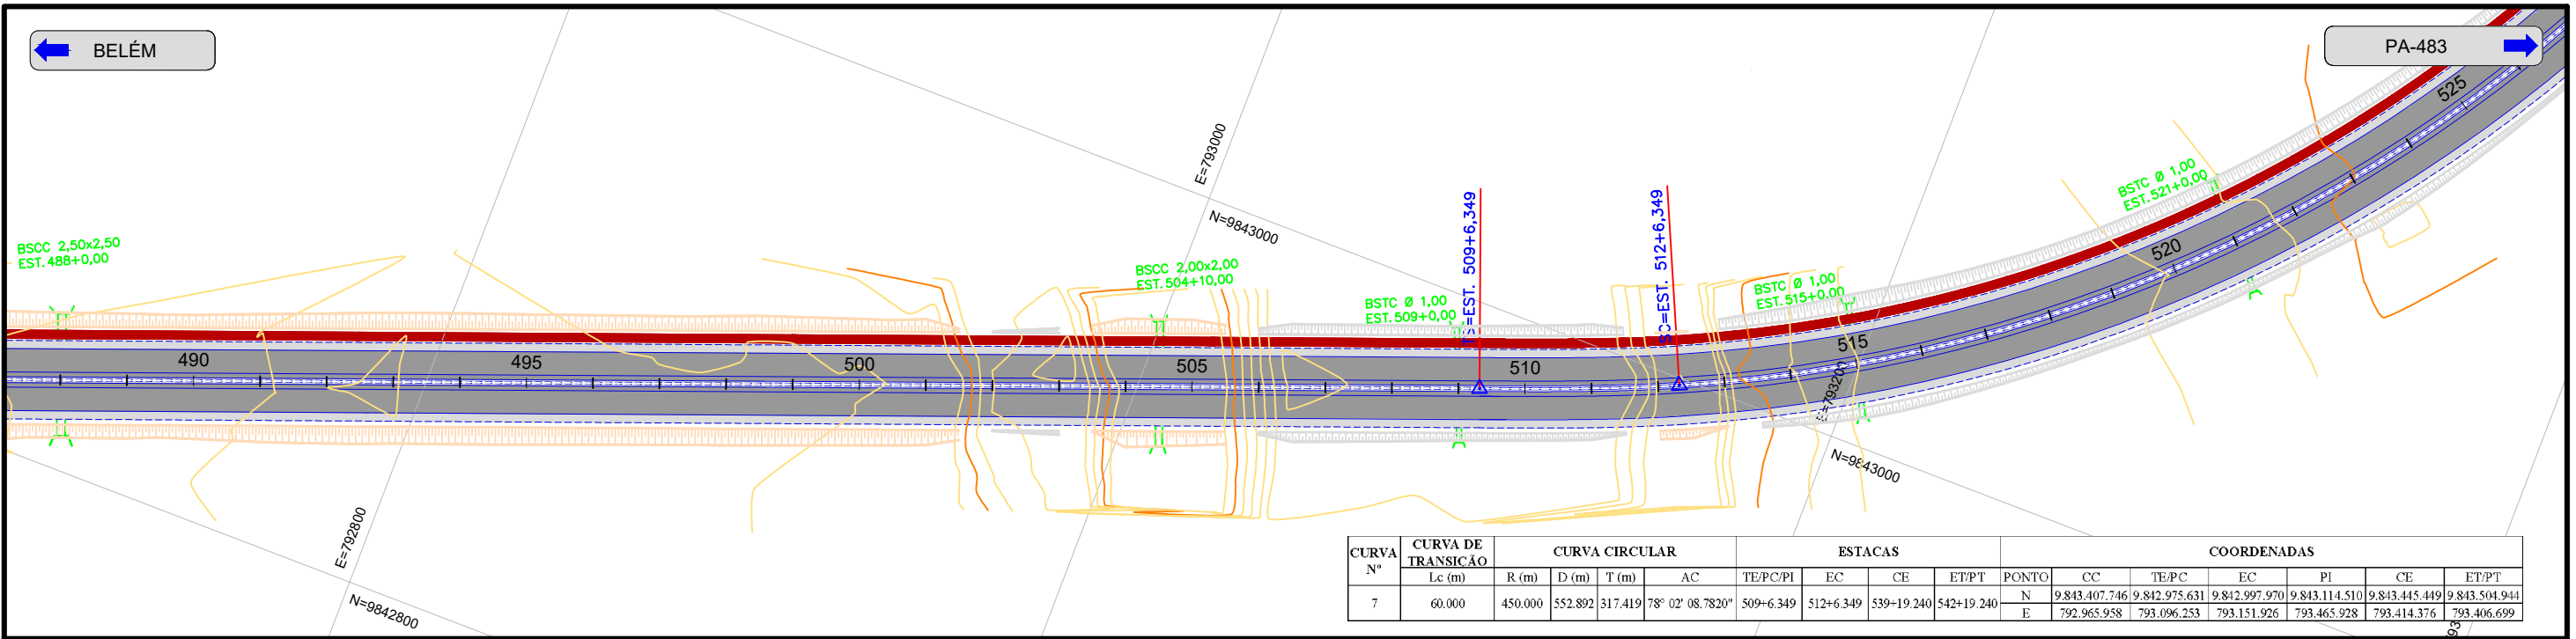 BELÉM
PA-483
BSCC 2,50x2,50
EST. 488+0,00
BSCC 2,00x2,00
EST. 504+10,00
BSTC Ø 1,00
EST. 509+0,00
BSTC Ø 1,00
EST. 515+0,00
BSTC Ø 1,00
EST. 521+0,00
=EST. 509+6,349
=EST. 512+6,349
490
495
500
505
510
515
520
525
E=792800
N=9842800
E=793000
N=9843000
E=793200
N=9843000
CURVA Nº
CURVA DE TRANSIÇÃO
CURVA CIRCULAR
ESTACAS
COORDENADAS
Lc (m) R (m) D (m) T (m) AC TE/PC/PI EC CE ET/PT PONTO CC TE/PC EC PI CE ET/PT
7 60.000 450.000 552.892 317.419 78° 02' 08.7820" 509+6.349 512+6.349 539+19.240 542+19.240
N 9.843.407.746 9.842.975.631 9.842.997.970 9.843.114.510 9.843.445.449 9.843.504.944
E 792.965.958 793.096.253 793.151.926 793.465.928 793.414.376 793.406.699